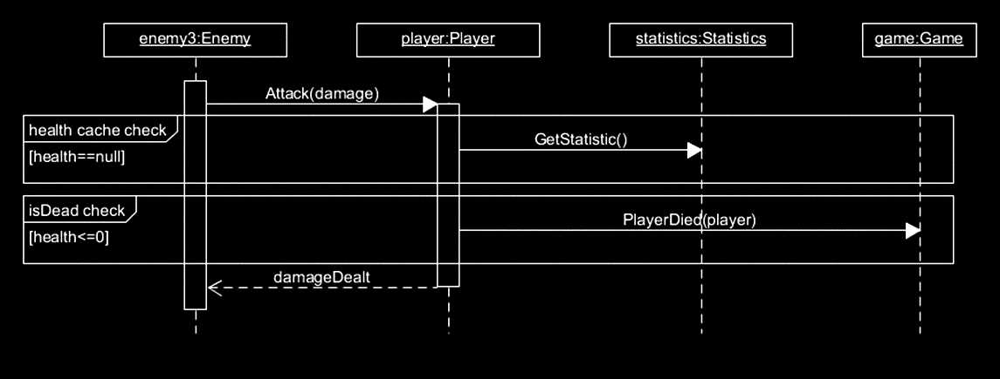 enemy3:Enemy
player:Player
statistics:Statistics
game:Game
Attack(damage)
health cache check
GetStatistic()
[health==null]
isDead check
PlayerDied(player)
[health<=0]
damageDealt